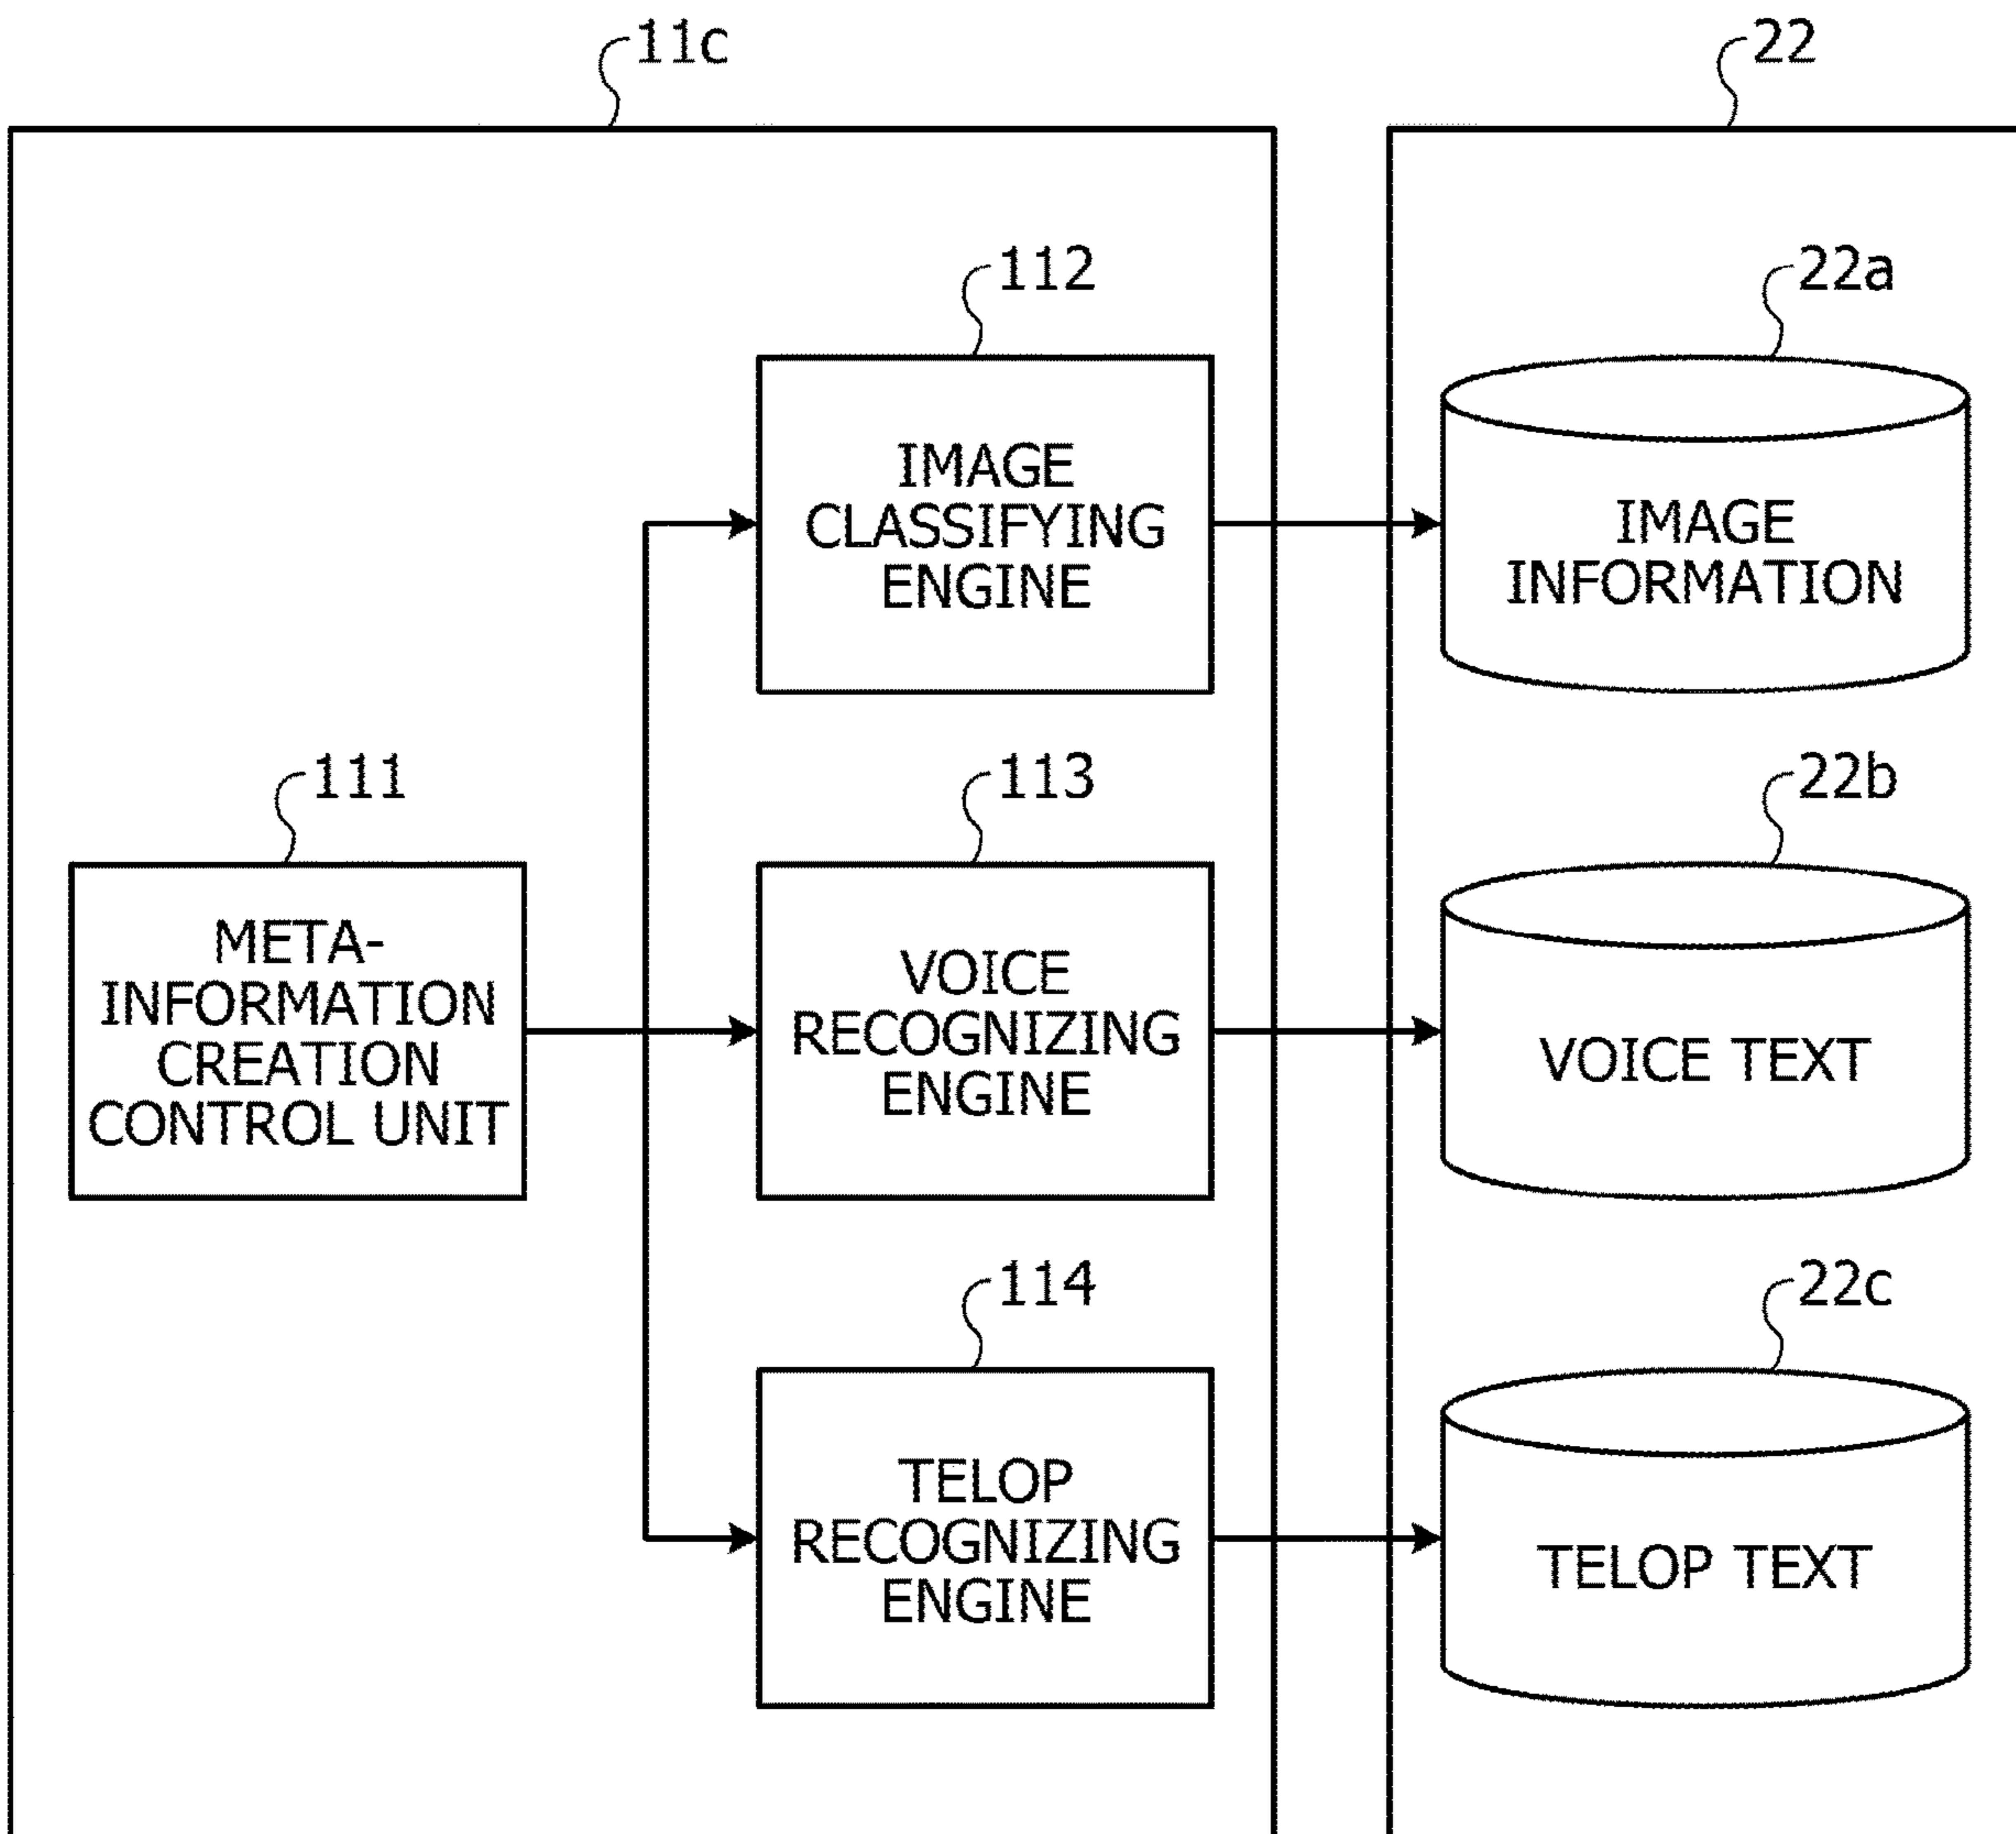 11c
22
112
22a
IMAGE
CLASSIFYING
ENGINE
IMAGE
INFORMATION
111
113
22b
META-
INFORMATION
CREATION
CONTROL UNIT
VOICE
RECOGNIZING
ENGINE
VOICE TEXT
114
22c
TELOP
RECOGNIZING
ENGINE
TELOP TEXT